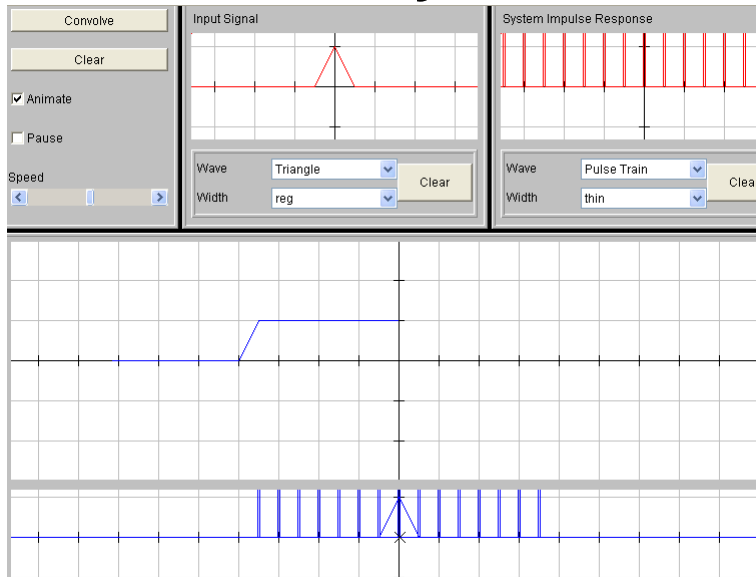 Convolve
Clear
Animate
Pause
Speed
Input Signal
Wave
Triangle
Width
reg
Clear
System Impulse Response
Wave
Pulse Train
Width
thin
Clea